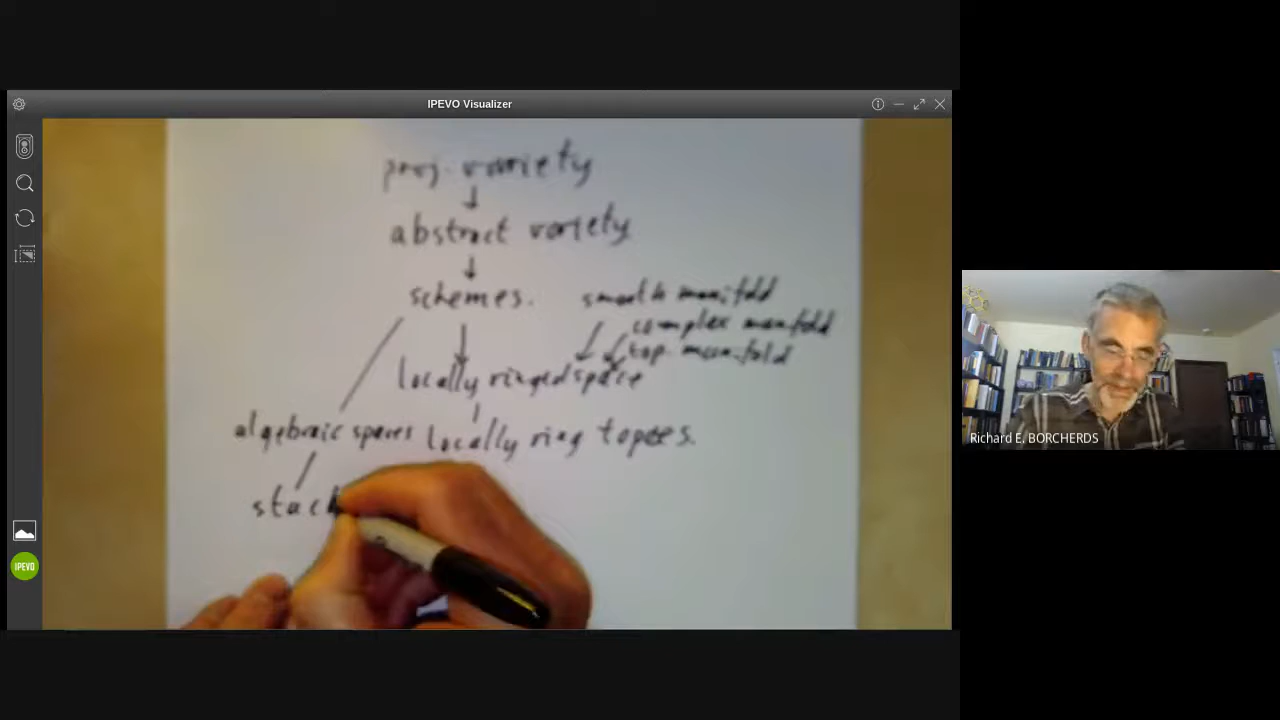 IPEVO Visualizer
proj. variety
abstract variety
schemes. smooth manifold
complex manifold
top. manifold
locally ringed space
algebraic spaces locally ring topoes.
stack
IPEVO
Richard E. BORCHERDS